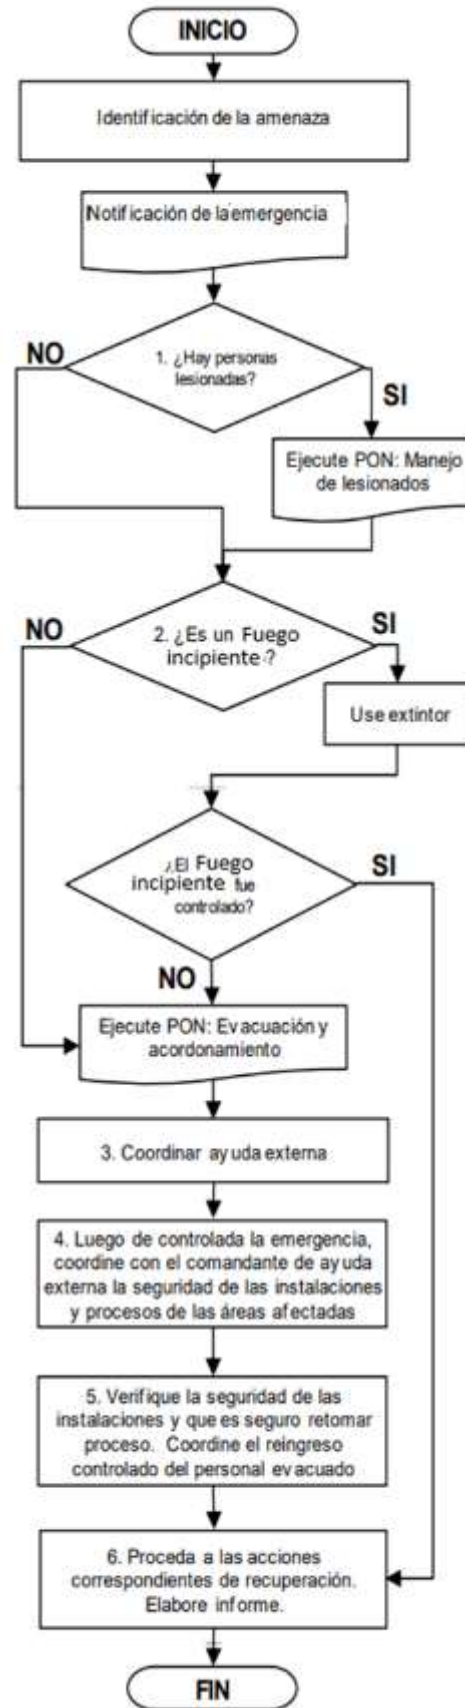 INICIO
Identificación de la amenaza
Notificación de la emergencia
1. ¿Hay personas
lesionadas?
NO
SI
Ejecute PON: Manejo
de lesionados
2. ¿Es un Fuego
incipiente ?
NO
SI
Use extintor
¿El Fuego
incipiente fue
controlado?
SI
NO
Ejecute PON: Evacuación y
acordonamiento
3. Coordinar ayuda externa
4. Luego de controlada la emergencia,
coordine con el comandante de ayuda
externa la seguridad de las instalaciones
y procesos de las áreas afectadas
5. Verifique la seguridad de las
instalaciones y que es seguro retomar
proceso. Coordine el reingreso
controlado del personal evacuado
6. Proceda a las acciones
correspondientes de recuperación.
Elabore informe.
FIN